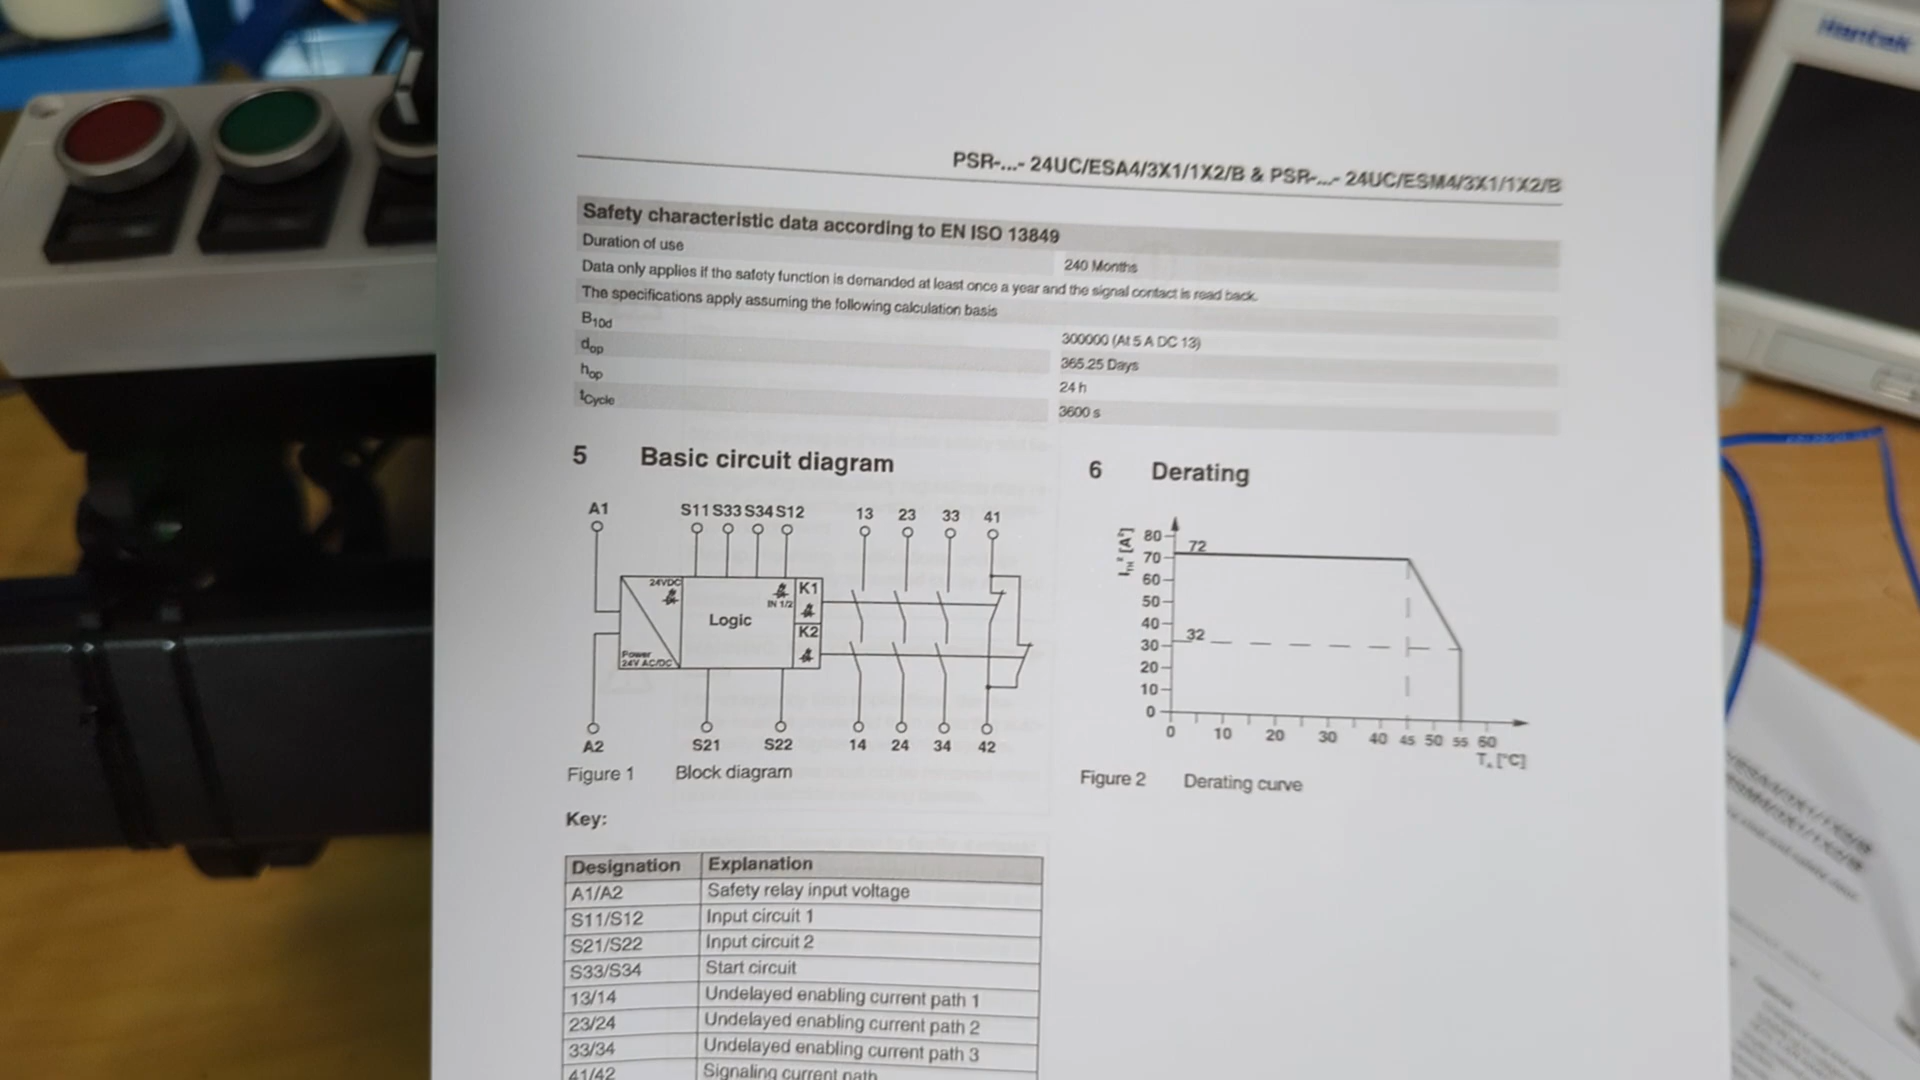 Hantek
PSR-...- 24UC/ESA4/3X1/1X2/B & PSR-...- 24UC/ESM4/3X1/1X2/B
Safety characteristic data according to EN ISO 13849
Duration of use 240 Months
Data only applies if the safety function is demanded at least once a year and the signal contact is read back.
The specifications apply assuming the following calculation basis
B10d 300000 (At 5 A DC 13)
dop 365.25 Days
hop 24 h
tCycle 3600 s
5 Basic circuit diagram
A1 S11 S33 S34 S12 13 23 33 41
24VDC
IN 1/2
K1
Logic
K2
Power
24V AC/DC
A2 S21 S22 14 24 34 42
Figure 1 Block diagram
Key:
Designation Explanation
A1/A2 Safety relay input voltage
S11/S12 Input circuit 1
S21/S22 Input circuit 2
S33/S34 Start circuit
13/14 Undelayed enabling current path 1
23/24 Undelayed enabling current path 2
33/34 Undelayed enabling current path 3
41/42 Signaling current path
6 Derating
ITH² [A²]
80
72
70
60
50
40
32
30
20
10
0
0 10 20 30 40 45 50 55 60
TA [°C]
Figure 2 Derating curve